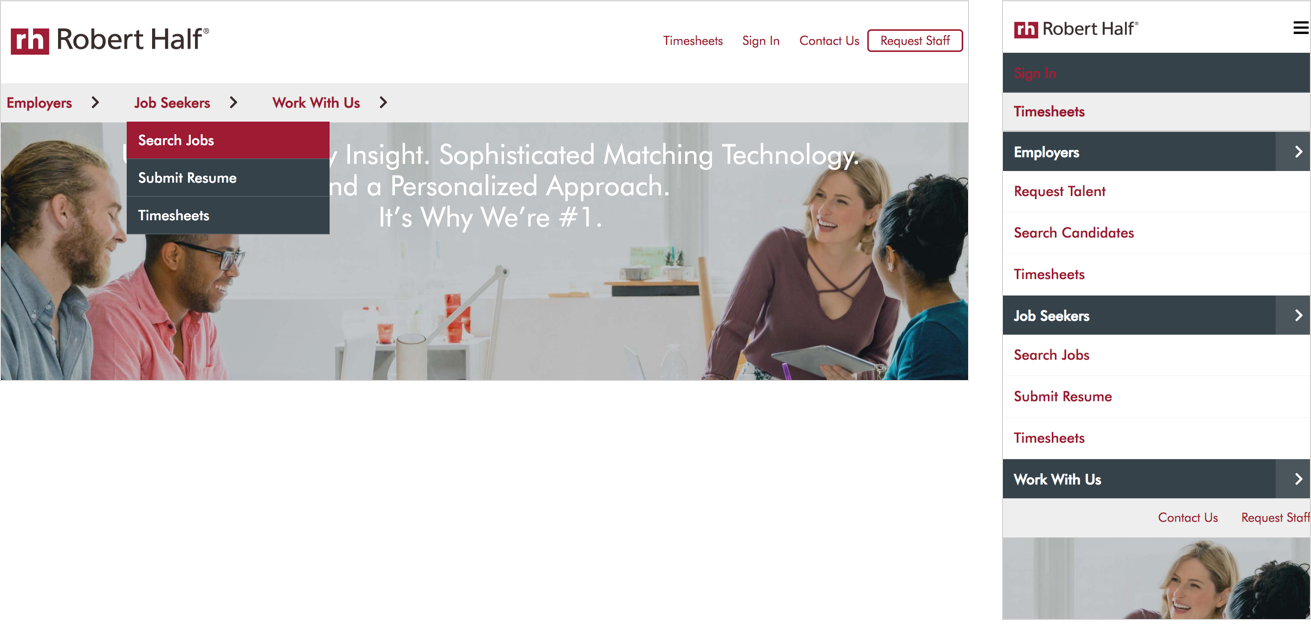 rh Robert Half®
Timesheets Sign In Contact Us Request Staff
Employers Job Seekers Work With Us
Search Jobs
Submit Resume
Timesheets
Insight. Sophisticated Matching Technology.
a Personalized Approach.
It's Why We're #1.
rh Robert Half®
Sign In
Timesheets
Employers
Request Talent
Search Candidates
Timesheets
Job Seekers
Search Jobs
Submit Resume
Timesheets
Work With Us
Contact Us Request Staff